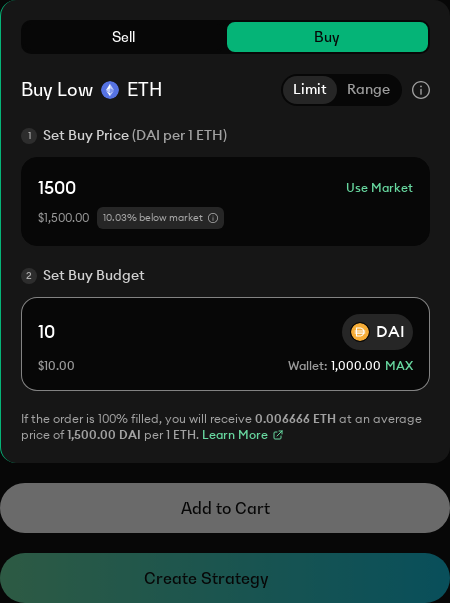 Sell Buy
Buy Low ETH Limit Range
1 Set Buy Price (DAI per 1 ETH)
1500 Use Market
$1,500.00 10.03% below market
2 Set Buy Budget
10 DAI
$10.00 Wallet: 1,000.00 MAX
If the order is 100% filled, you will receive 0.006666 ETH at an average
price of 1,500.00 DAI per 1 ETH. Learn More
Add to Cart
Create Strategy